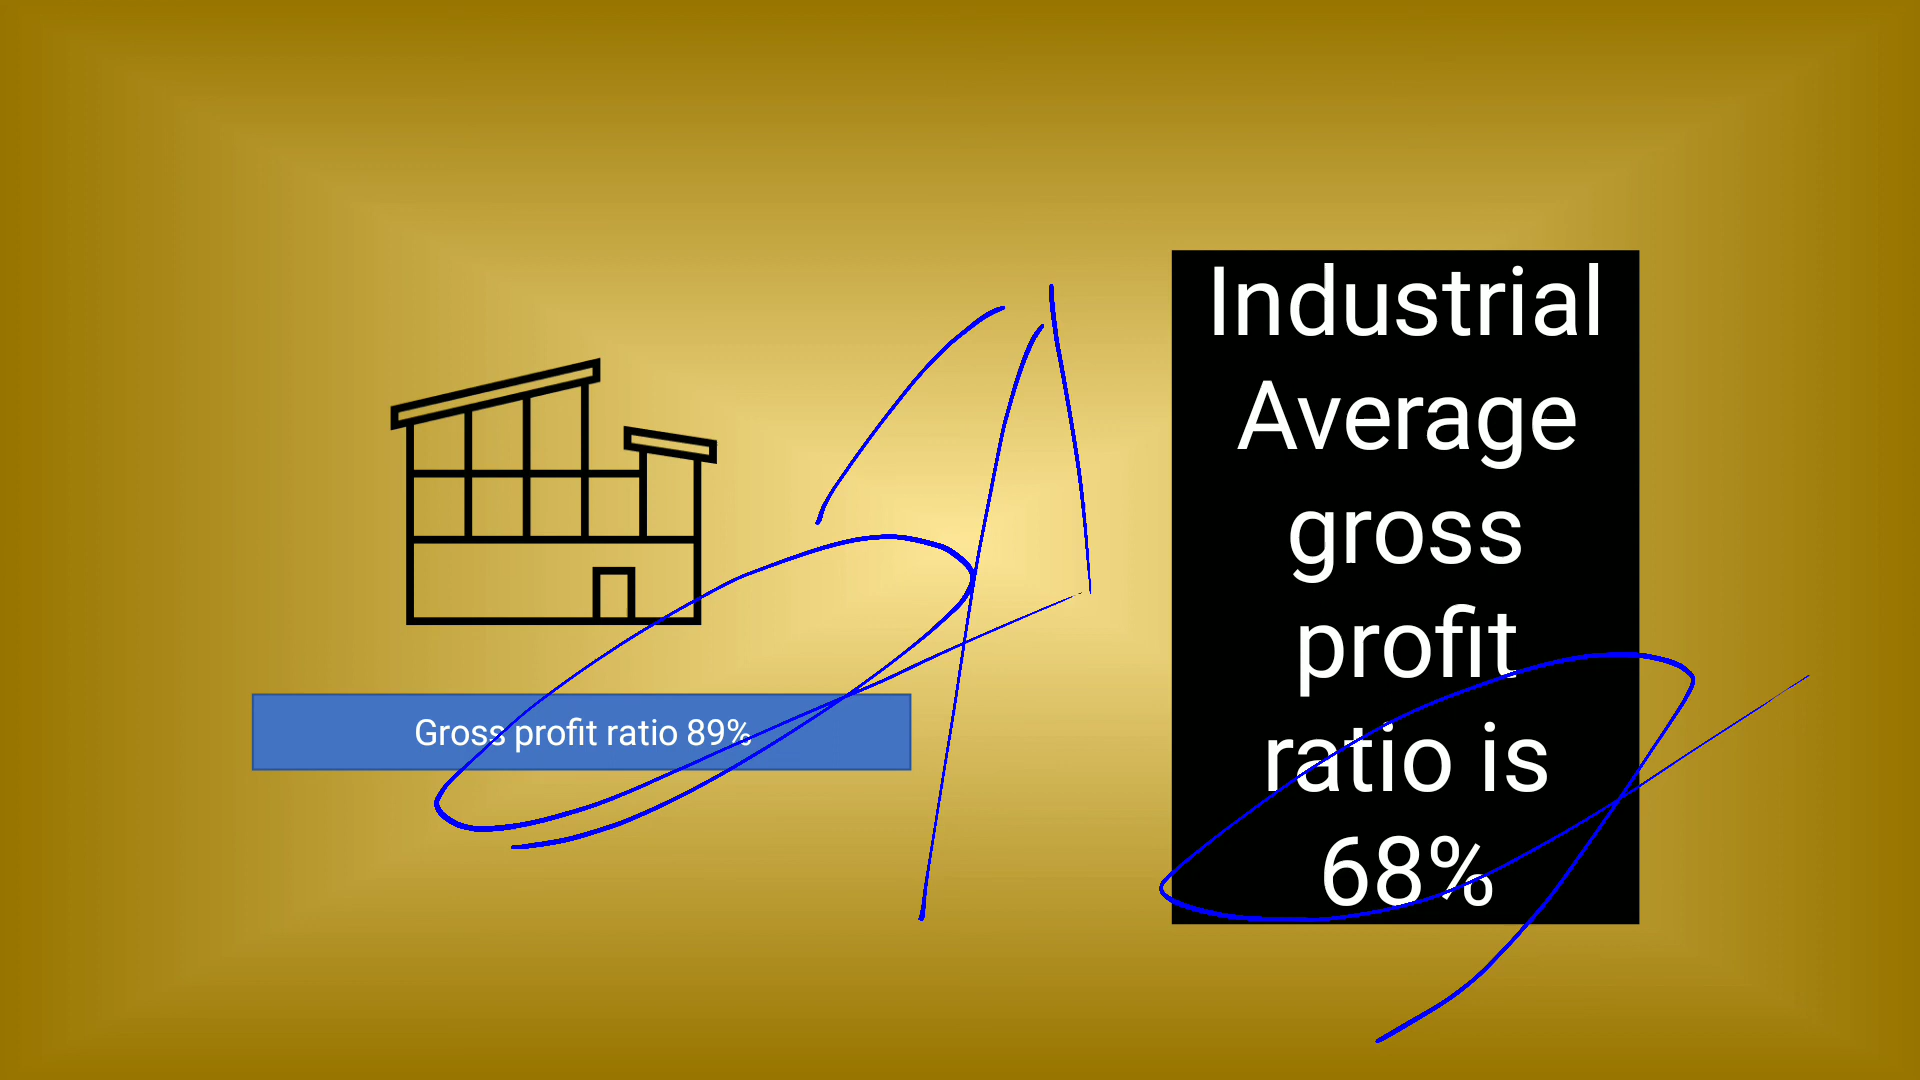 Gross profit ratio 89%
Industrial
Average
gross
profit
ratio is
68%